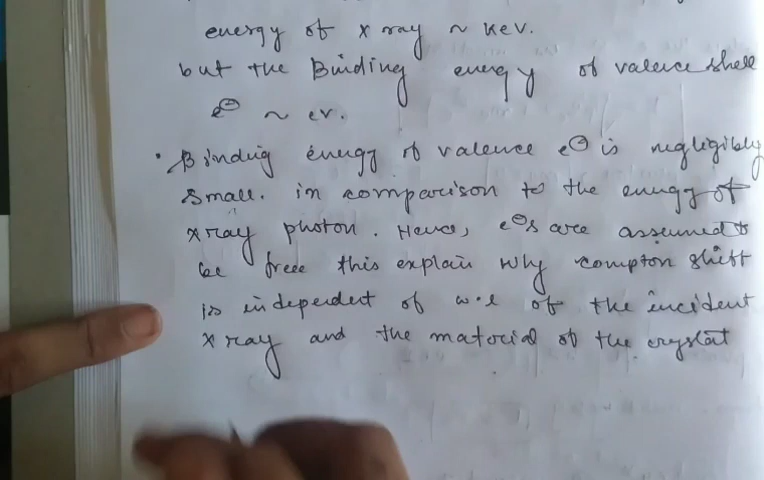 energy of x ray ~ kev.
but the Binding energy of valence shell
e⊖ ~ ev.
• Binding energy of valence e⊖ is negligibly
small. in comparison to the energy of
x ray photon. Hence, e⊖s are assumed to
be free this explain why compton shift
is independent of w.l of the incident
x ray and the material of the crystal